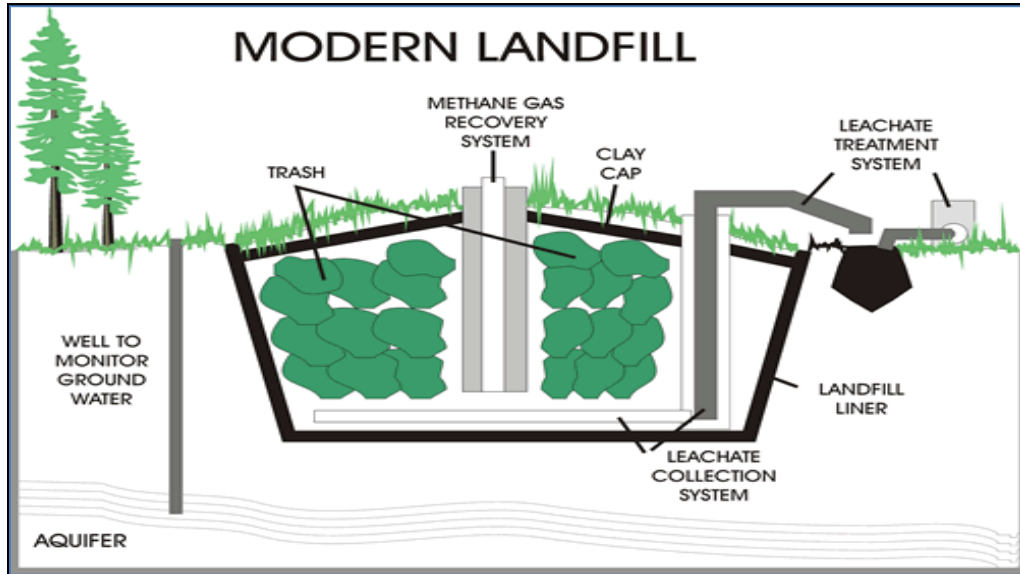 MODERN LANDFILL
METHANE GAS
RECOVERY
SYSTEM
LEACHATE
TREATMENT
SYSTEM
CLAY
CAP
TRASH
WELL TO
MONITOR
GROUND
WATER
LANDFILL
LINER
LEACHATE
COLLECTION
SYSTEM
AQUIFER